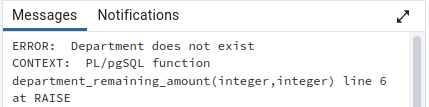 Messages Notifications
ERROR:  Department does not exist
CONTEXT:  PL/pgSQL function
department_remaining_amount(integer,integer) line 6
at RAISE